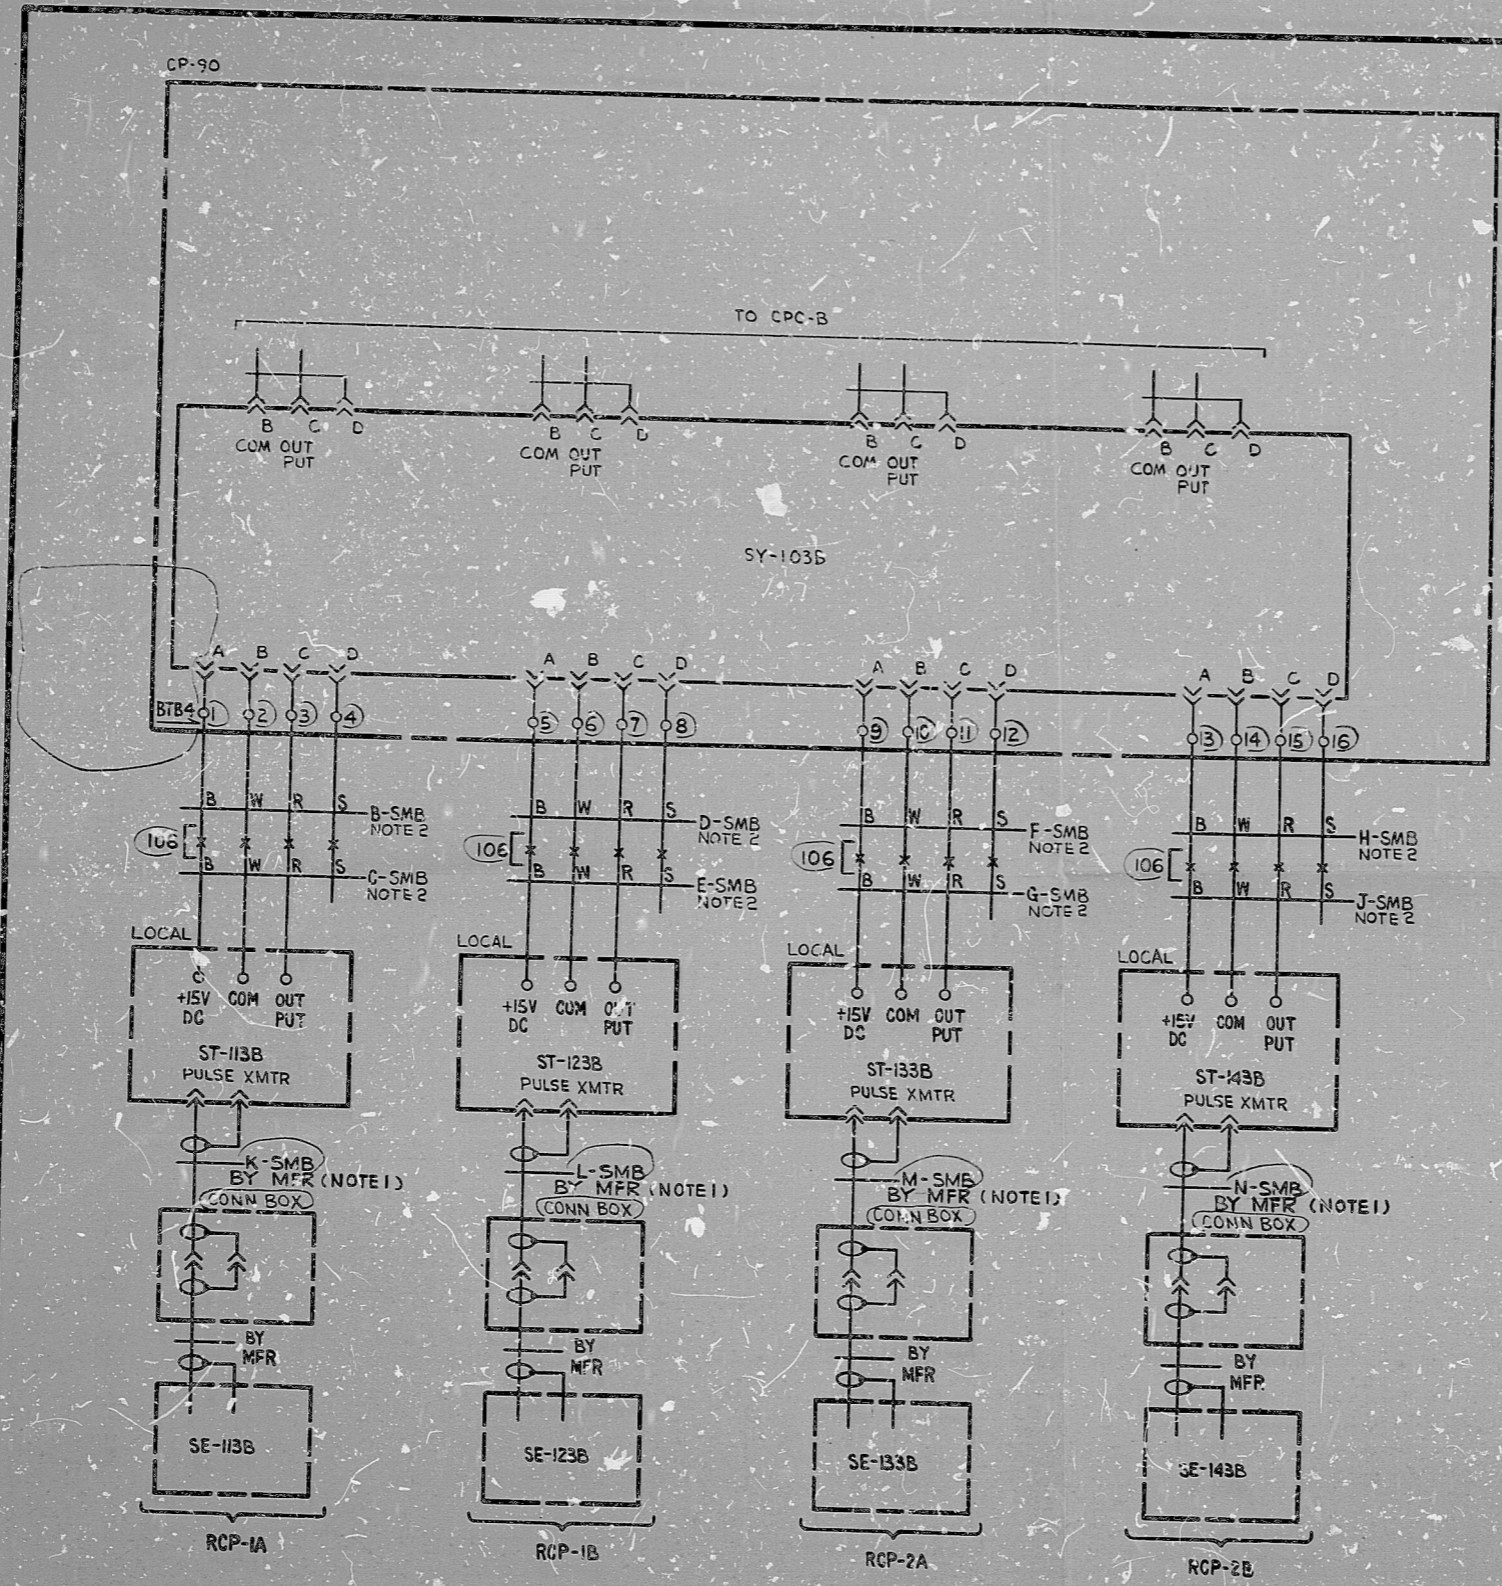 CP-90
TO CPC-B
B C D
COM OUT
PUT
B C D
COM OUT
PUT
B C D
COM OUT
PUT
B C D
COM OUT
PUT
SY-103B
A B C D
A B C D
A B C D
A B C D
BTB4 1 2 3 4
5 6 7 8
9 10 11 12
13 14 15 16
B W R S
B-SMB
NOTE 2
106
B W R S
C-SMB
NOTE 2
B W R S
D-SMB
NOTE 2
106
B W R S
E-SMB
NOTE 2
B W R S
F-SMB
NOTE 2
106
B W R S
G-SMB
NOTE 2
B W R S
H-SMB
NOTE 2
106
B W R S
J-SMB
NOTE 2
LOCAL
+15V COM OUT
DC PUT
ST-113B
PULSE XMTR
LOCAL
+15V COM OUT
DC PUT
ST-123B
PULSE XMTR
LOCAL
+15V COM OUT
DC PUT
ST-133B
PULSE XMTR
LOCAL
+15V COM OUT
DC PUT
ST-143B
PULSE XMTR
K-SMB
BY MFR (NOTE 1)
CONN BOX
L-SMB
BY MFR (NOTE 1)
CONN BOX
M-SMB
BY MFR (NOTE 1)
CONN BOX
N-SMB
BY MFR (NOTE 1)
CONN BOX
BY
MFR
BY
MFR
BY
MFR
BY
MFR
SE-113B
SE-123B
SE-133B
SE-143B
RCP-1A
RCP-1B
RCP-2A
RCP-2B